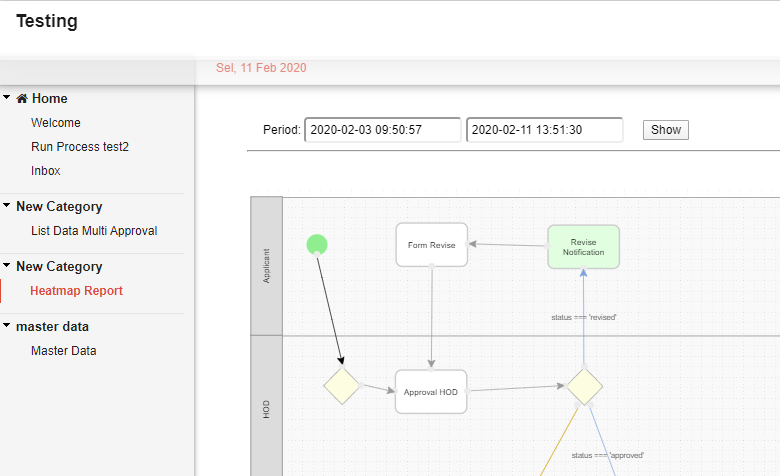 Testing
Sel, 11 Feb 2020
Home
Welcome
Run Process test2
Inbox
New Category
List Data Multi Approval
New Category
Heatmap Report
master data
Master Data
Period: 2020-02-03 09:50:57 2020-02-11 13:51:30 Show
Applicant
Form Revise
Revise
Notification
status === 'revised'
HOD
Approval HOD
status === 'approved'